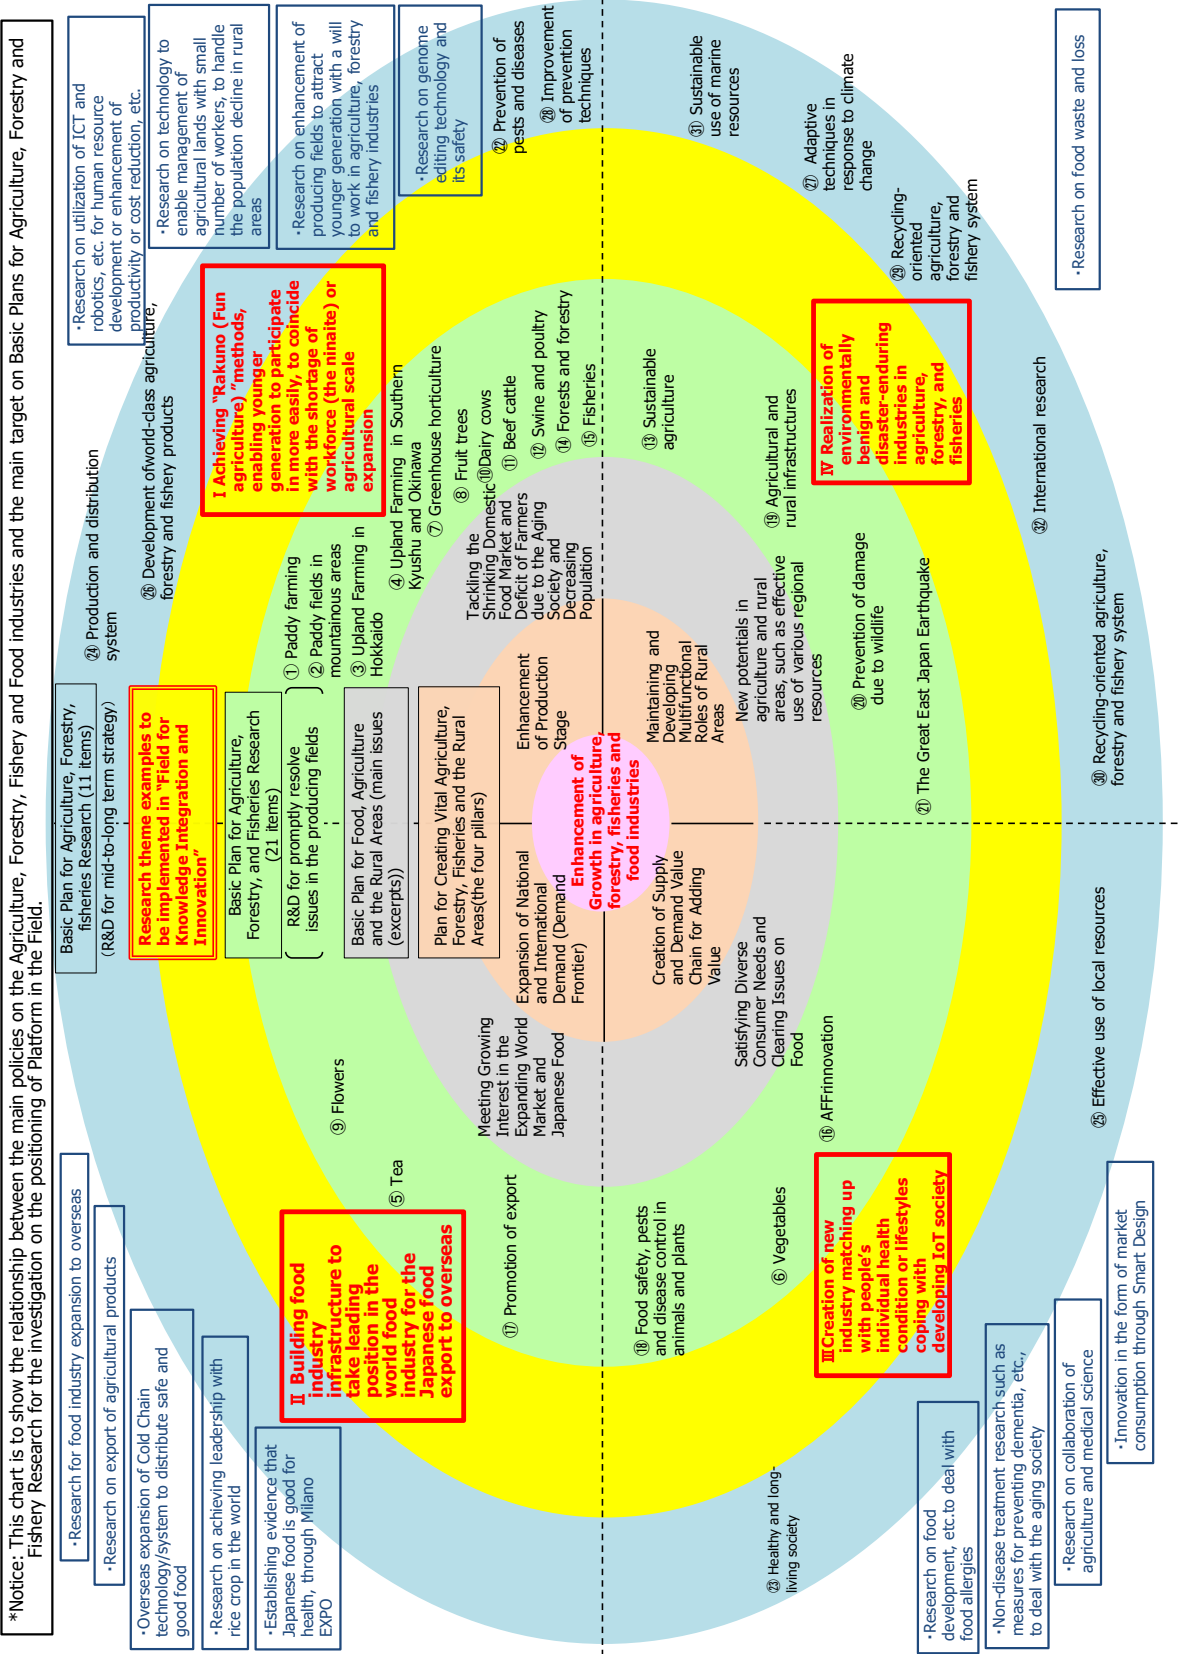 *Notice: This chart is to show the relationship between the main policies on the Agriculture, Forestry, Fishery and Food industries and the main target on Basic Plans for Agriculture, Forestry and
Fishery Research for the investigation on the positioning of Platform in the Field.
・Research for food industry expansion to overseas
・Research on export of agricultural products
・Overseas expansion of Cold Chain
technology/system to distribute safe and
good food
・Research on achieving leadership with
rice crop in the world
・Establishing evidence that
Japanese food is good for
health, through Milano
EXPO
Ⅱ Building food
industry
infrastructure to
take leading
position in the
world food
industry for the
Japanese food
export to overseas
⑨ Flowers
⑤ Tea
⑰ Promotion of export
Meeting Growing
Interest in the
Expanding World
Market and
Japanese Food
Expansion of National
and International
Demand (Demand
Frontier)
Basic Plan for Agriculture, Forestry,
fisheries Research (11 items)
(R&D for mid-to-long term strategy)
Research theme examples to
be implemented in “Field for
Knowledge Integration and
Innovation”
Basic Plan for Agriculture,
Forestry, and Fisheries Research
(21 items)
R&D for promptly resolve
issues in the producing fields
Basic Plan for Food, Agriculture
and the Rural Areas (main issues
(excerpts))
Plan for Creating Vital Agriculture,
Forestry, Fisheries and the Rural
Areas(the four pillars)
Enhancement of
Growth in agriculture,
forestry, fisheries and
food industries
㉔ Production and distribution
system
㉖ Development ofworld-class agriculture,
forestry and fishery products
① Paddy farming
② Paddy fields in
mountainous areas
③ Upland Farming in
Hokkaido
④ Upland Farming in Southern
Kyushu and Okinawa
⑦ Greenhouse horticulture
⑧ Fruit trees
⑩Dairy cows
⑪ Beef cattle
⑫ Swine and poultry
⑭ Forests and forestry
⑮ Fisheries
Tackling the
Shrinking Domestic
Food Market and
Deficit of Farmers
due to the Aging
Society and
Decreasing
Population
Enhancement
of Production
Stage
Ⅰ Achieving “Rakuno (Fun
agriculture) ”methods,
enabling younger
generation to participate
in more easily, to coincide
with the shortage of
workforce (the ninaite) or
agricultural scale
expansion
・Research on utilization of ICT and
robotics, etc. for human resource
development or enhancement of
productivity or cost reduction, etc.
・Research on technology to
enable management of
agricultural lands with small
number of workers, to handle
the population decline in rural
areas
・Research on enhancement of
producing fields to attract
younger generation with a will
to work in agriculture, forestry
and fishery industries
・Research on genome
editing technology and
its safety
㉒ Prevention of
pests and diseases
㉘ Improvement
of prevention
techniques
Creation of Supply
and Demand Value
Chain for Adding
Value
Satisfying Diverse
Consumer Needs and
Clearing Issues on
Food
⑱ Food safety, pests
and disease control in
animals and plants
⑥ Vegetables
⑯ AFFrinnovation
ⅢCreation of new
industry matching up
with people’s
individual health
condition or lifestyles
coping with
developing IoT society
㉓ Healthy and long-
living society
㉕ Effective use of local resources
・Research on food
development, etc.to deal with
food allergies
・Non-disease treatment research such as
measures for preventing dementia, etc.,
to deal with the aging society
・Research on collaboration of
agriculture and medical science
・Innovation in the form of market
consumption through Smart Design
Maintaining and
Developing
Multifunctional
Roles of Rural
Areas
New potentials in
agriculture and rural
areas, such as effective
use of various regional
resources
⑬ Sustainable
agriculture
⑲ Agricultural and
rural infrastructures
⑳ Prevention of damage
due to wildlife
㉑ The Great East Japan Earthquake
Ⅳ Realization of
environmentally
benign and
disaster-enduring
industries in
agriculture,
forestry, and
fisheries
㉛ Sustainable
use of marine
resources
㉗ Adaptive
techniques in
response to climate
change
㉙ Recycling-
oriented
agriculture,
forestry and
fishery system
㉜ International research
㉚ Recycling-oriented agriculture,
forestry and fishery system
・Research on food waste and loss